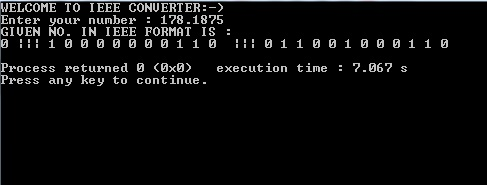 WELCOME TO IEEE CONVERTER:-)
Enter your number : 178.1875
GIVEN NO. IN IEEE FORMAT IS :
0 ¦¦¦ 1 0 0 0 0 0 0 0 1 1 0  ¦¦¦ 0 1 1 0 0 1 0 0 0 1 1 0
Process returned 0 (0x0)   execution time : 7.067 s
Press any key to continue.